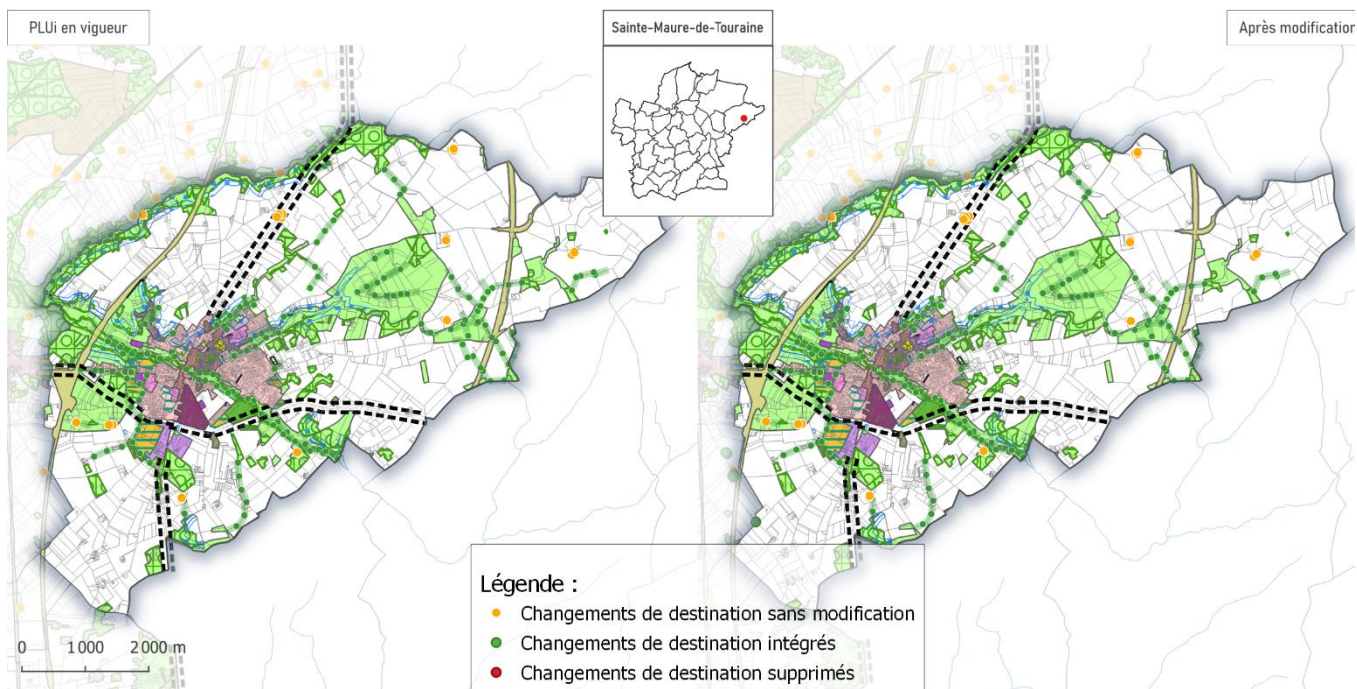 PLUi en vigueur
Sainte-Maure-de-Touraine
Après modification
Légende :
Changements de destination sans modification
Changements de destination intégrés
Changements de destination supprimés
0 1000 2000 m